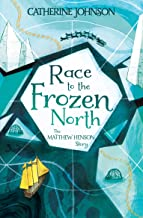 CATHERINE JOHNSON
Race
to the
Frozen
North
The
MATTHEW HENSON
Story